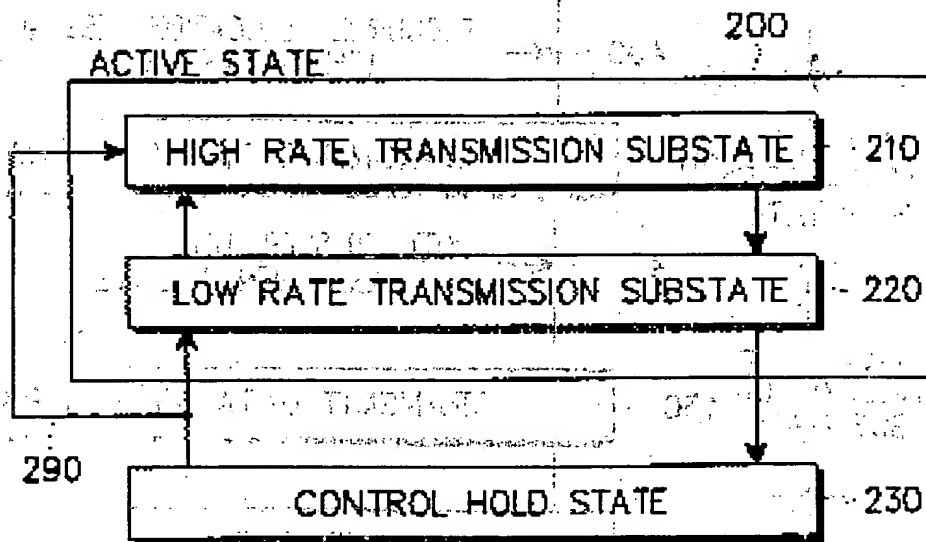 200
ACTIVE STATE
HIGH RATE TRANSMISSION SUBSTATE 210
LOW RATE TRANSMISSION SUBSTATE 220
290
CONTROL HOLD STATE 230